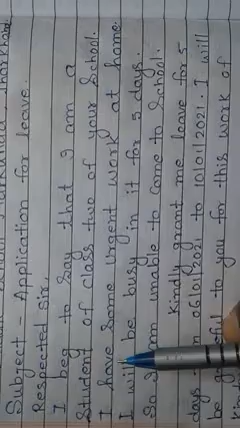 Jharkhand
Subject - Application for leave.
Respected Sir,
I beg to say that I am a
student of class two of your School.
I have some urgent work at home.
I will be busy in it for 5 days.
So I am unable to come to School.
Kindly grant me leave for 5
days 06/01/2021 to 10/01/2021. I will
be to you for this work of